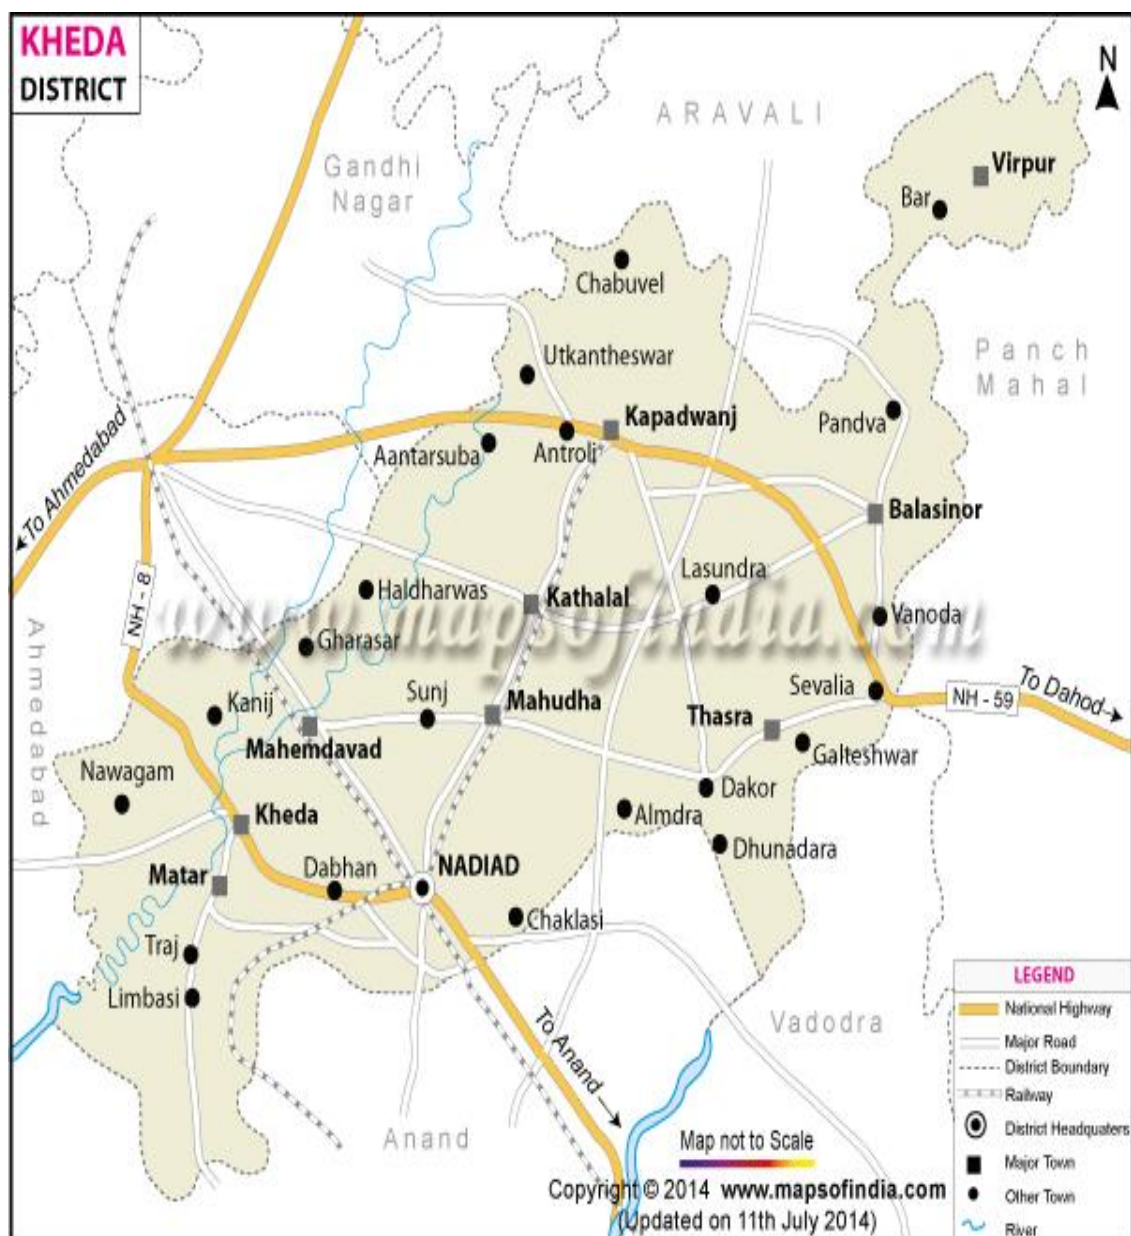 KHEDA
DISTRICT
N
ARAVALI
Gandhi
Nagar
Virpur
Bar
Chabuvel
Utkantheswar
Panch
Mahal
Kapadwanj
Pandva
To Ahmedabad
Aantarsuba
Antroli
Balasinor
NH - 8
Haldharwas
Lasundra
Kathalal
www.mapsofindia.com
Vanoda
Ahmedabad
Gharasar
Sunj
Mahudha
Sevalia
NH - 59
To Dahod
Kanij
Mahemdavad
Thasra
Galteshwar
Nawagam
Kheda
Almdra
Dakor
Dhunadara
Matar
Dabhan
NADIAD
Chaklasi
Traj
Limbasi
To Anand
Vadodra
Anand
LEGEND
National Highway
Major Road
District Boundary
Railway
District Headquaters
Major Town
Other Town
River
Map not to Scale
Copyright © 2014 www.mapsofindia.com
(Updated on 11th July 2014)